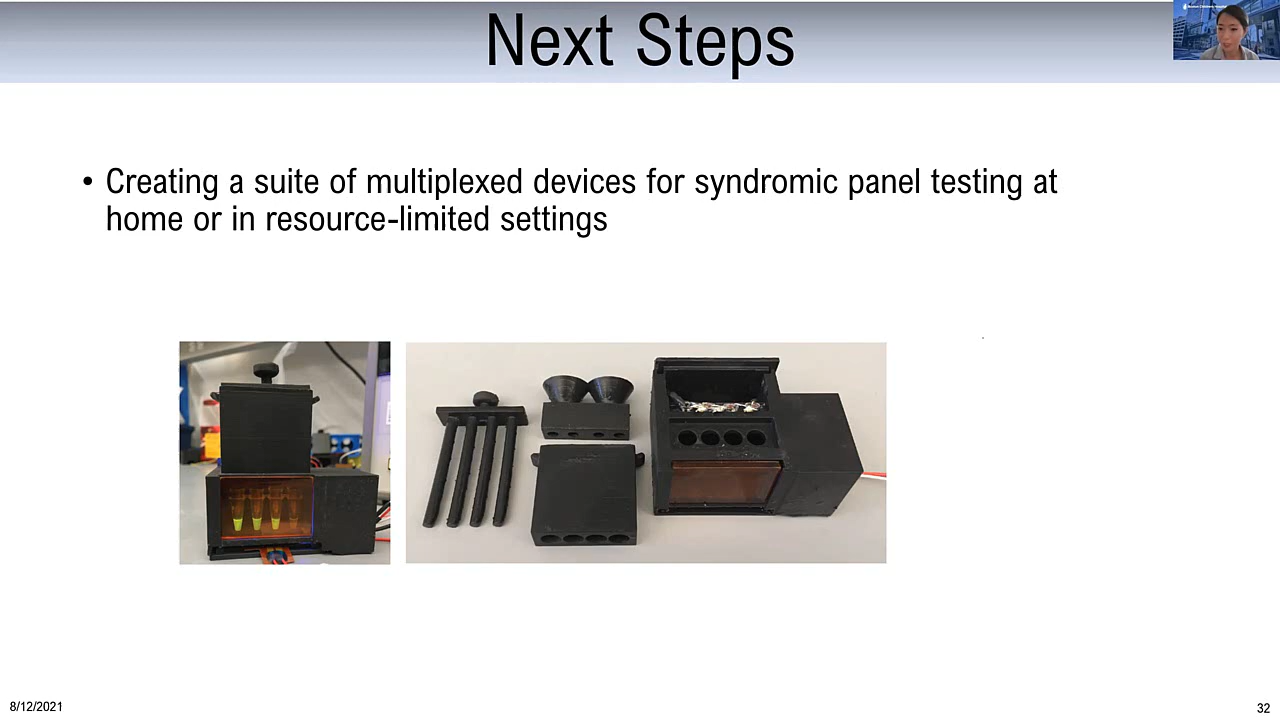 Next Steps
• Creating a suite of multiplexed devices for syndromic panel testing at
home or in resource-limited settings
8/12/2021
32